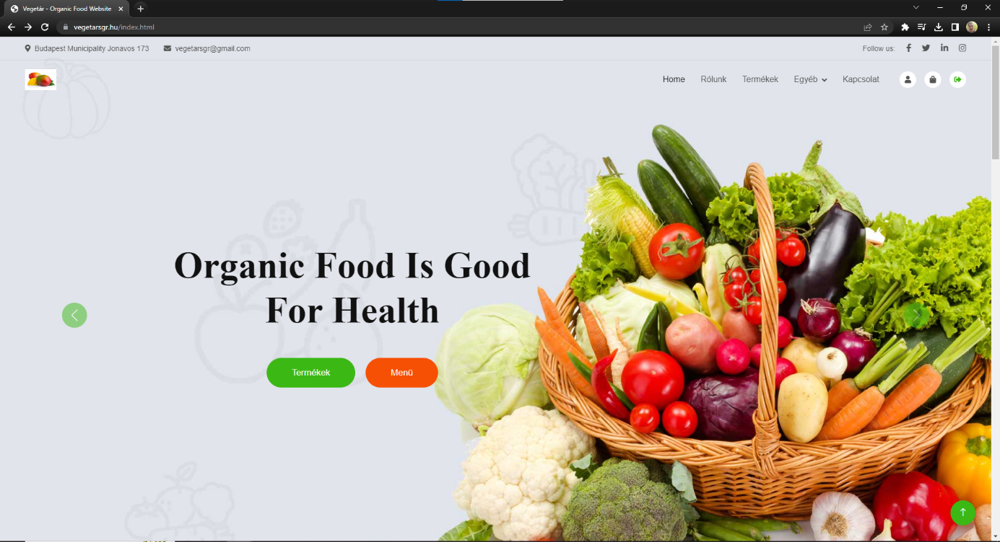 Vegetár - Organic Food Website
vegetarsgr.hu/index.html
Budapest Municipality Jonavos 173 vegetarsgr@gmail.com Follow us:
Home Rólunk Termékek Egyéb Kapcsolat
Organic Food Is Good
For Health
Termékek Menü